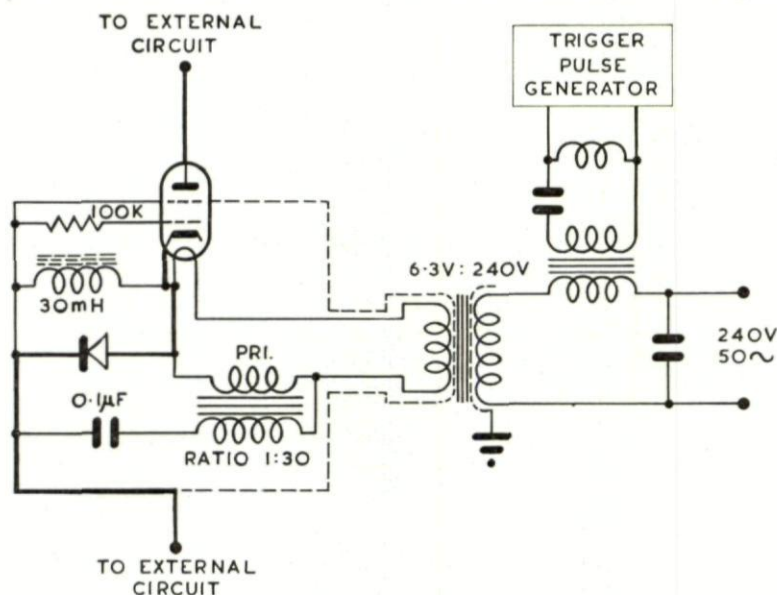 TO EXTERNAL
CIRCUIT
TRIGGER
PULSE
GENERATOR
100K
6·3V: 240V
30mH
PRI.
240V
50~
0·1μF
RATIO 1:30
TO EXTERNAL
CIRCUIT